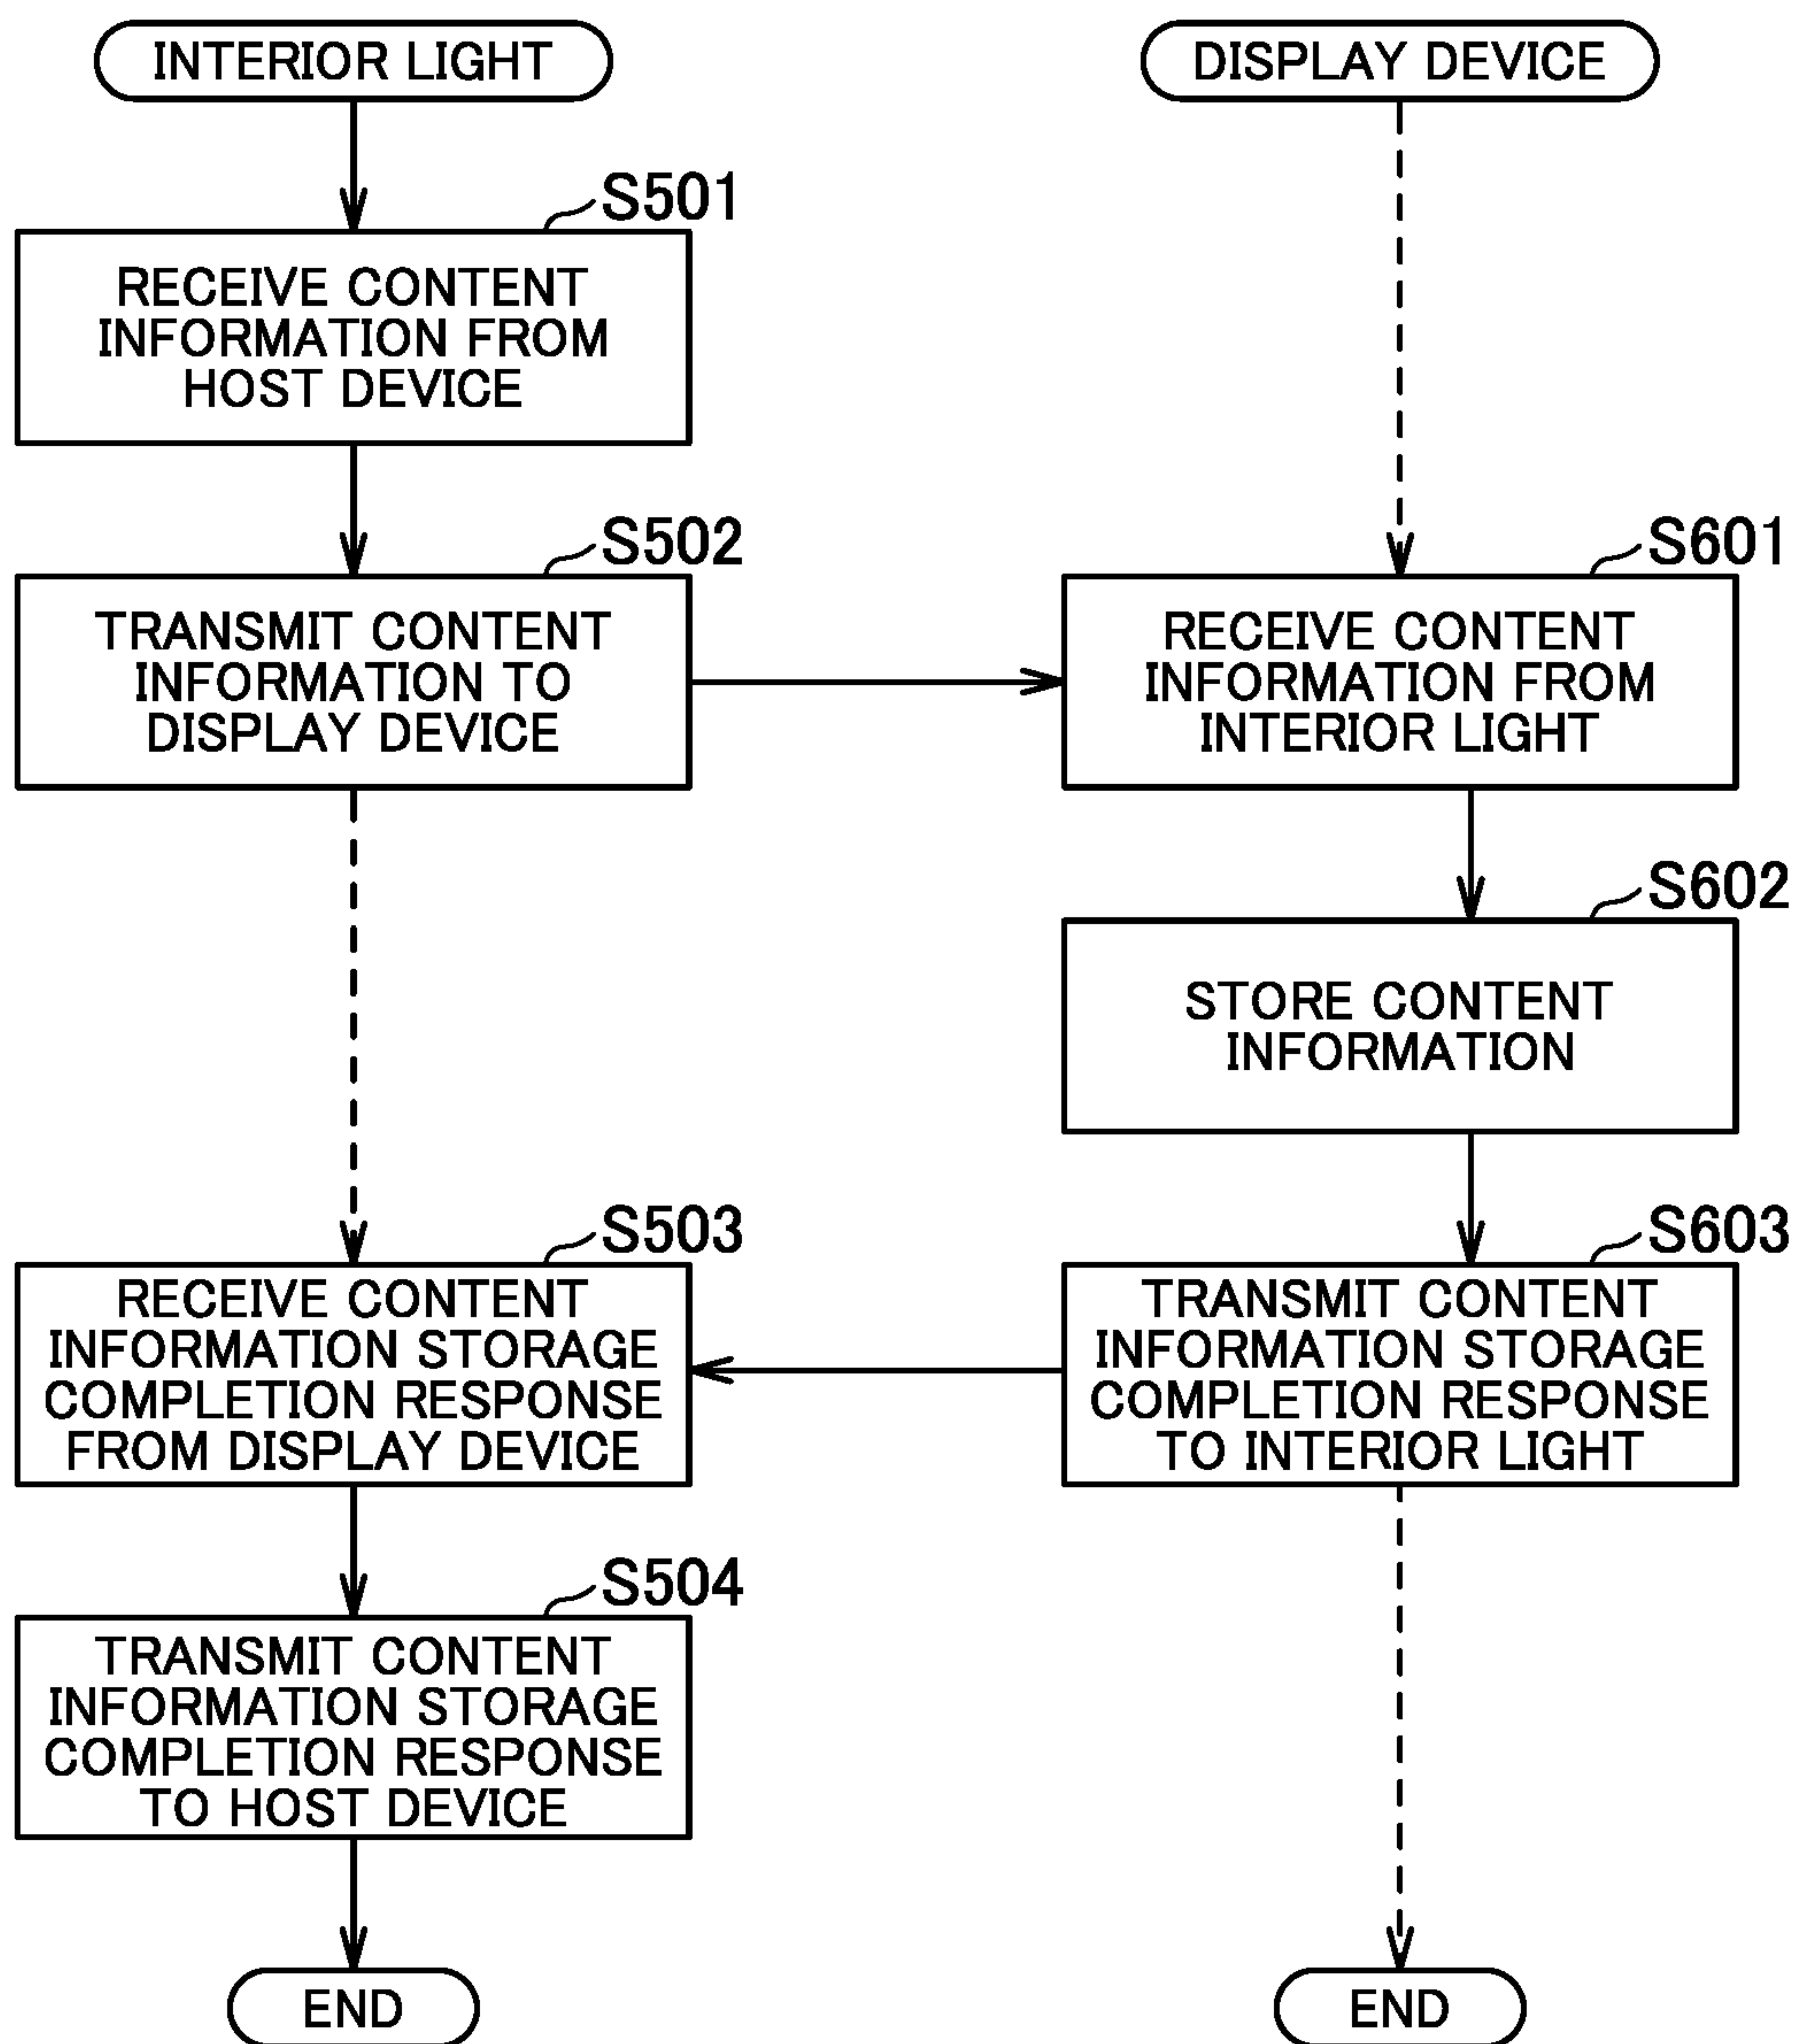 INTERIOR LIGHT
DISPLAY DEVICE
S501
RECEIVE CONTENT
INFORMATION FROM
HOST DEVICE
S502
TRANSMIT CONTENT
INFORMATION TO
DISPLAY DEVICE
S601
RECEIVE CONTENT
INFORMATION FROM
INTERIOR LIGHT
S602
STORE CONTENT
INFORMATION
S503
RECEIVE CONTENT
INFORMATION STORAGE
COMPLETION RESPONSE
FROM DISPLAY DEVICE
S603
TRANSMIT CONTENT
INFORMATION STORAGE
COMPLETION RESPONSE
TO INTERIOR LIGHT
S504
TRANSMIT CONTENT
INFORMATION STORAGE
COMPLETION RESPONSE
TO HOST DEVICE
END
END